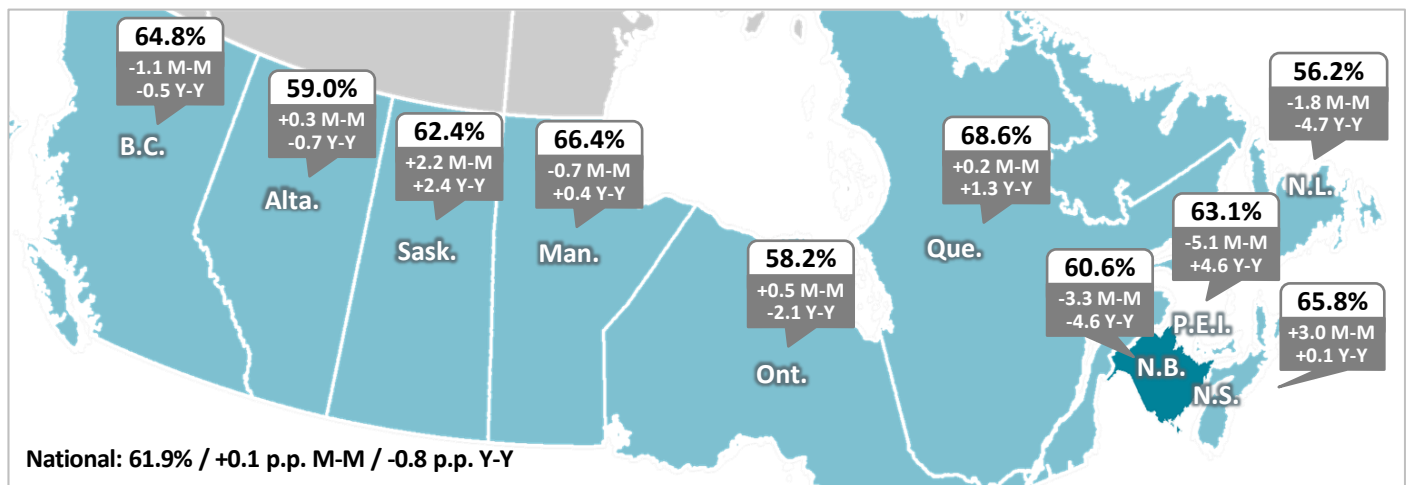 64.8%
-1.1 M-M
-0.5 Y-Y
B.C.
59.0%
+0.3 M-M
-0.7 Y-Y
Alta.
62.4%
+2.2 M-M
+2.4 Y-Y
Sask.
66.4%
-0.7 M-M
+0.4 Y-Y
Man.
58.2%
+0.5 M-M
-2.1 Y-Y
Ont.
68.6%
+0.2 M-M
+1.3 Y-Y
Que.
56.2%
-1.8 M-M
-4.7 Y-Y
N.L.
63.1%
-5.1 M-M
+4.6 Y-Y
P.E.I.
60.6%
-3.3 M-M
-4.6 Y-Y
N.B.
65.8%
+3.0 M-M
+0.1 Y-Y
N.S.
National: 61.9% / +0.1 p.p. M-M / -0.8 p.p. Y-Y